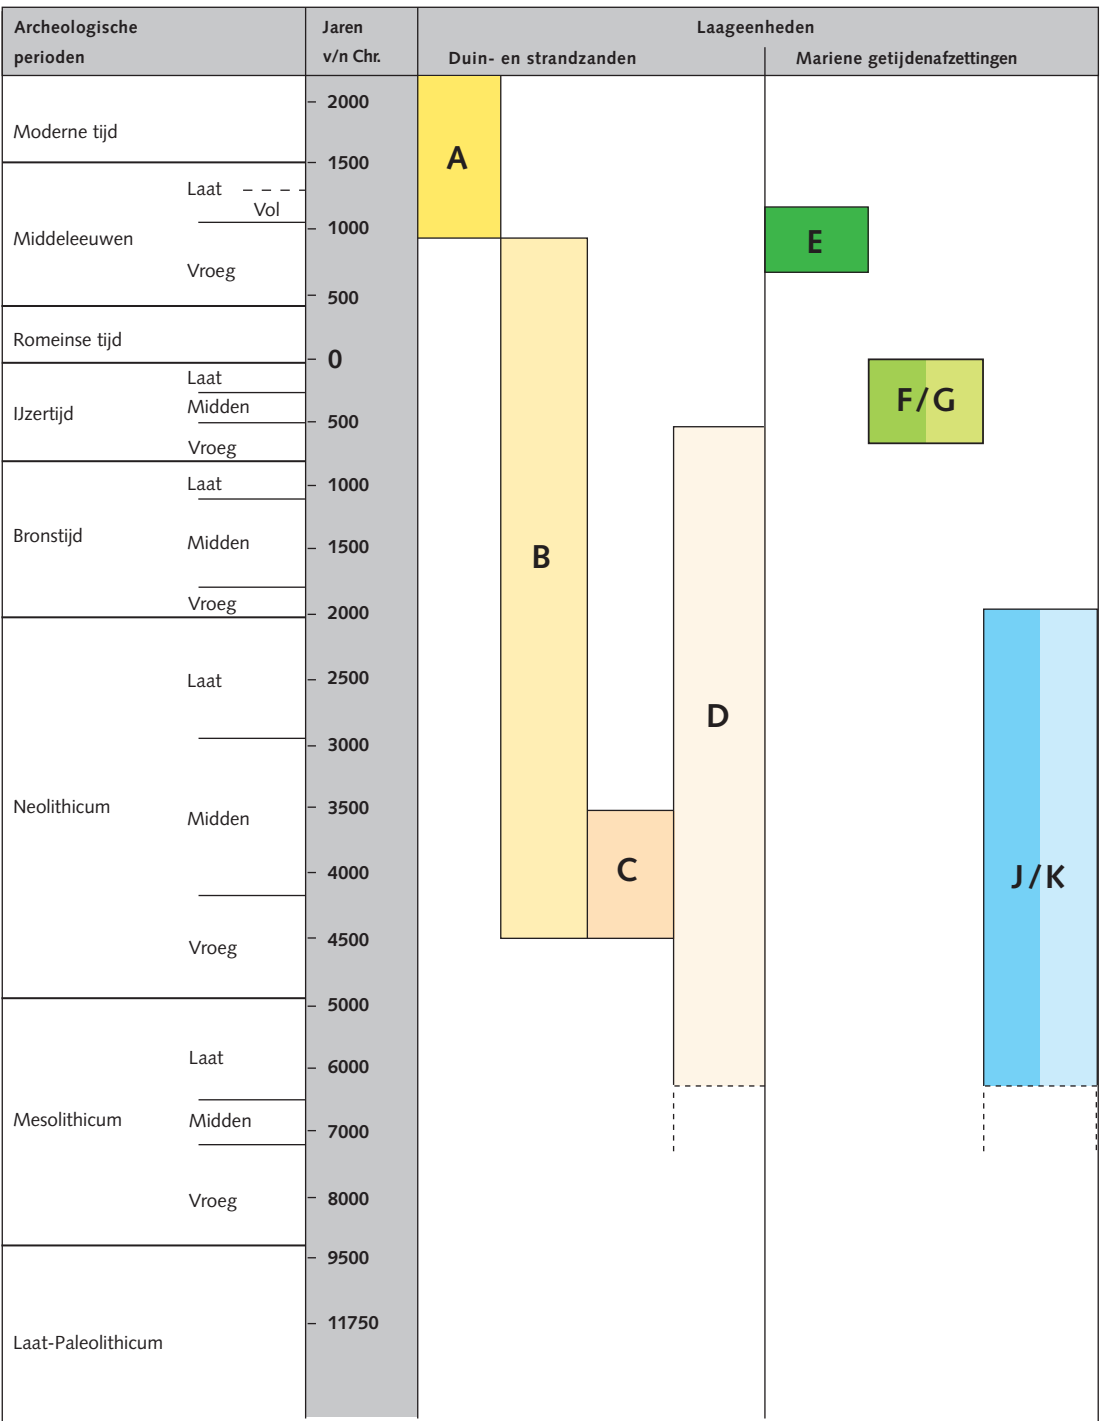 Archeologische perioden
Jaren v/n Chr.
Laageenheden
Duin- en strandzanden
Mariene getijdenafzettingen
Moderne tijd
Laat
Vol
Middeleeuwen
Vroeg
Romeinse tijd
Laat
IJzertijd
Midden
Vroeg
Laat
Bronstijd
Midden
Vroeg
Laat
Neolithicum
Midden
Vroeg
Laat
Mesolithicum
Midden
Vroeg
Laat-Paleolithicum
2000
1500
1000
500
0
500
1000
1500
2000
2500
3000
3500
4000
4500
5000
6000
7000
8000
9500
11750
A
B
C
D
E
F/G
J/K